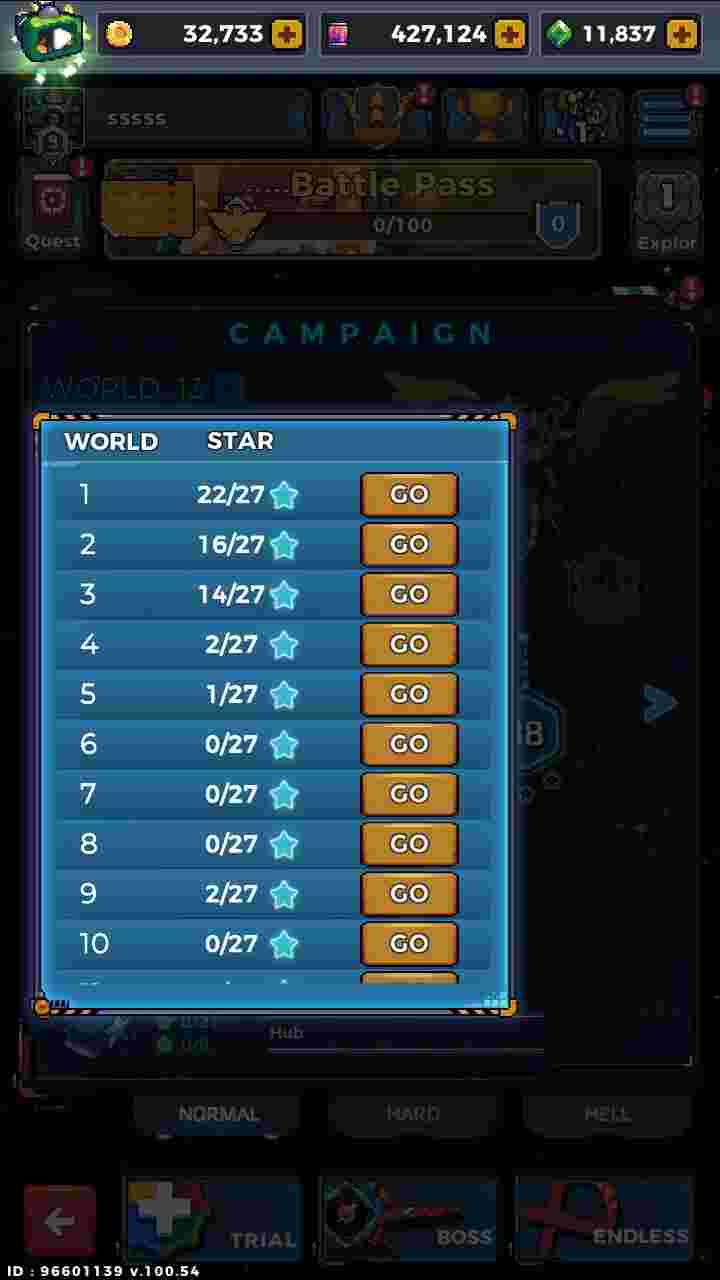 32,733 427,124 11,837
sssss
1
19
.....Battle Pass
0/100 0
1
Quest
Explor
CAMPAIGN
WORLD 13
WORLD STAR
1 22/27 GO
2 16/27 GO
3 14/27 GO
4 2/27 GO
5 1/27 GO
6 0/27 GO
7 0/27 GO
8 0/27 GO
9 2/27 GO
10 0/27 GO
Hub
NORMAL HARD HELL
TRIAL BOSS ENDLESS
ID : 96601139 v.100.54